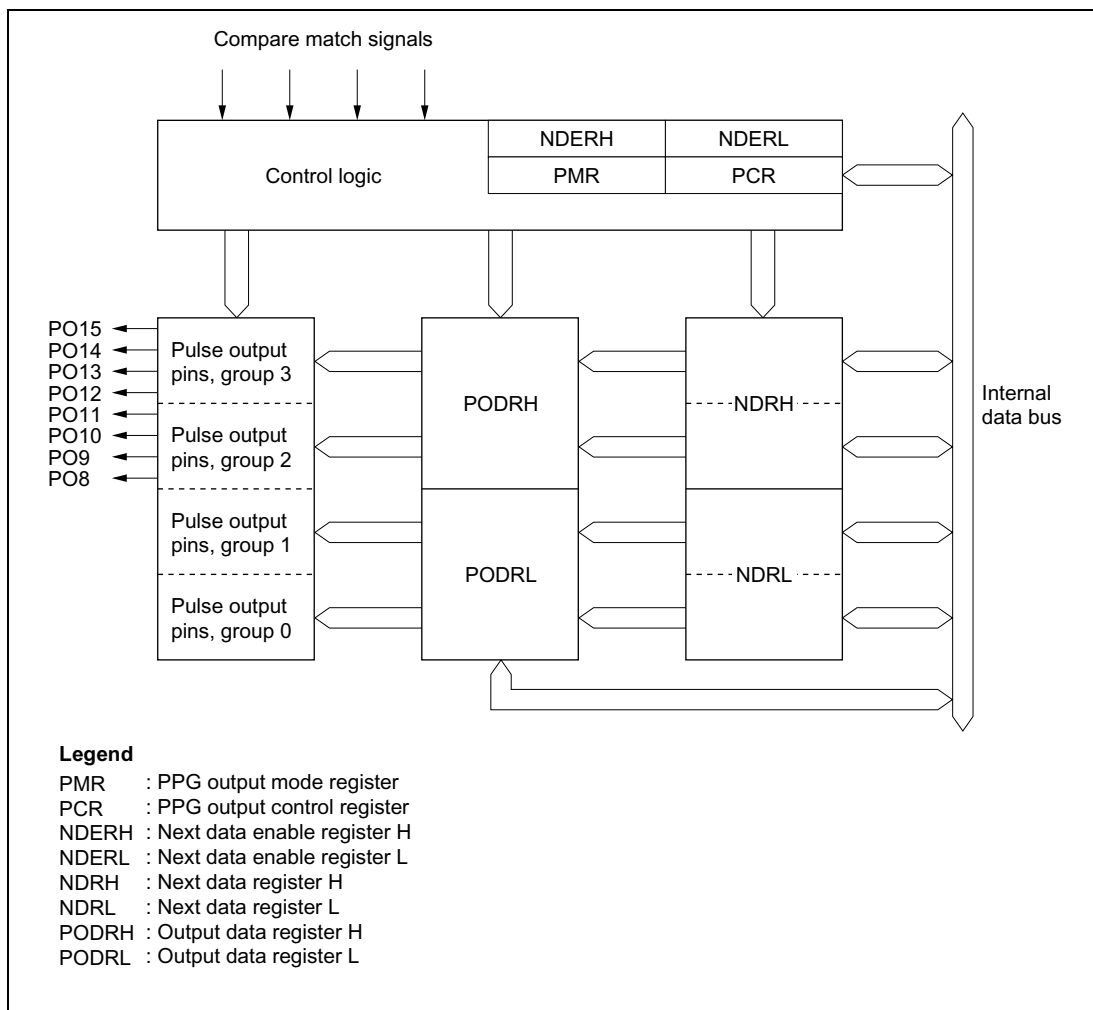 Compare match signals
NDERH
NDERL
Control logic
PMR
PCR
PO15
PO14
PO13
PO12
PO11
PO10
PO9
PO8
Pulse output
pins, group 3
Pulse output
pins, group 2
Pulse output
pins, group 1
Pulse output
pins, group 0
PODRH
PODRL
NDRH
NDRL
Internal
data bus
Legend
PMR : PPG output mode register
PCR : PPG output control register
NDERH : Next data enable register H
NDERL : Next data enable register L
NDRH : Next data register H
NDRL : Next data register L
PODRH : Output data register H
PODRL : Output data register L